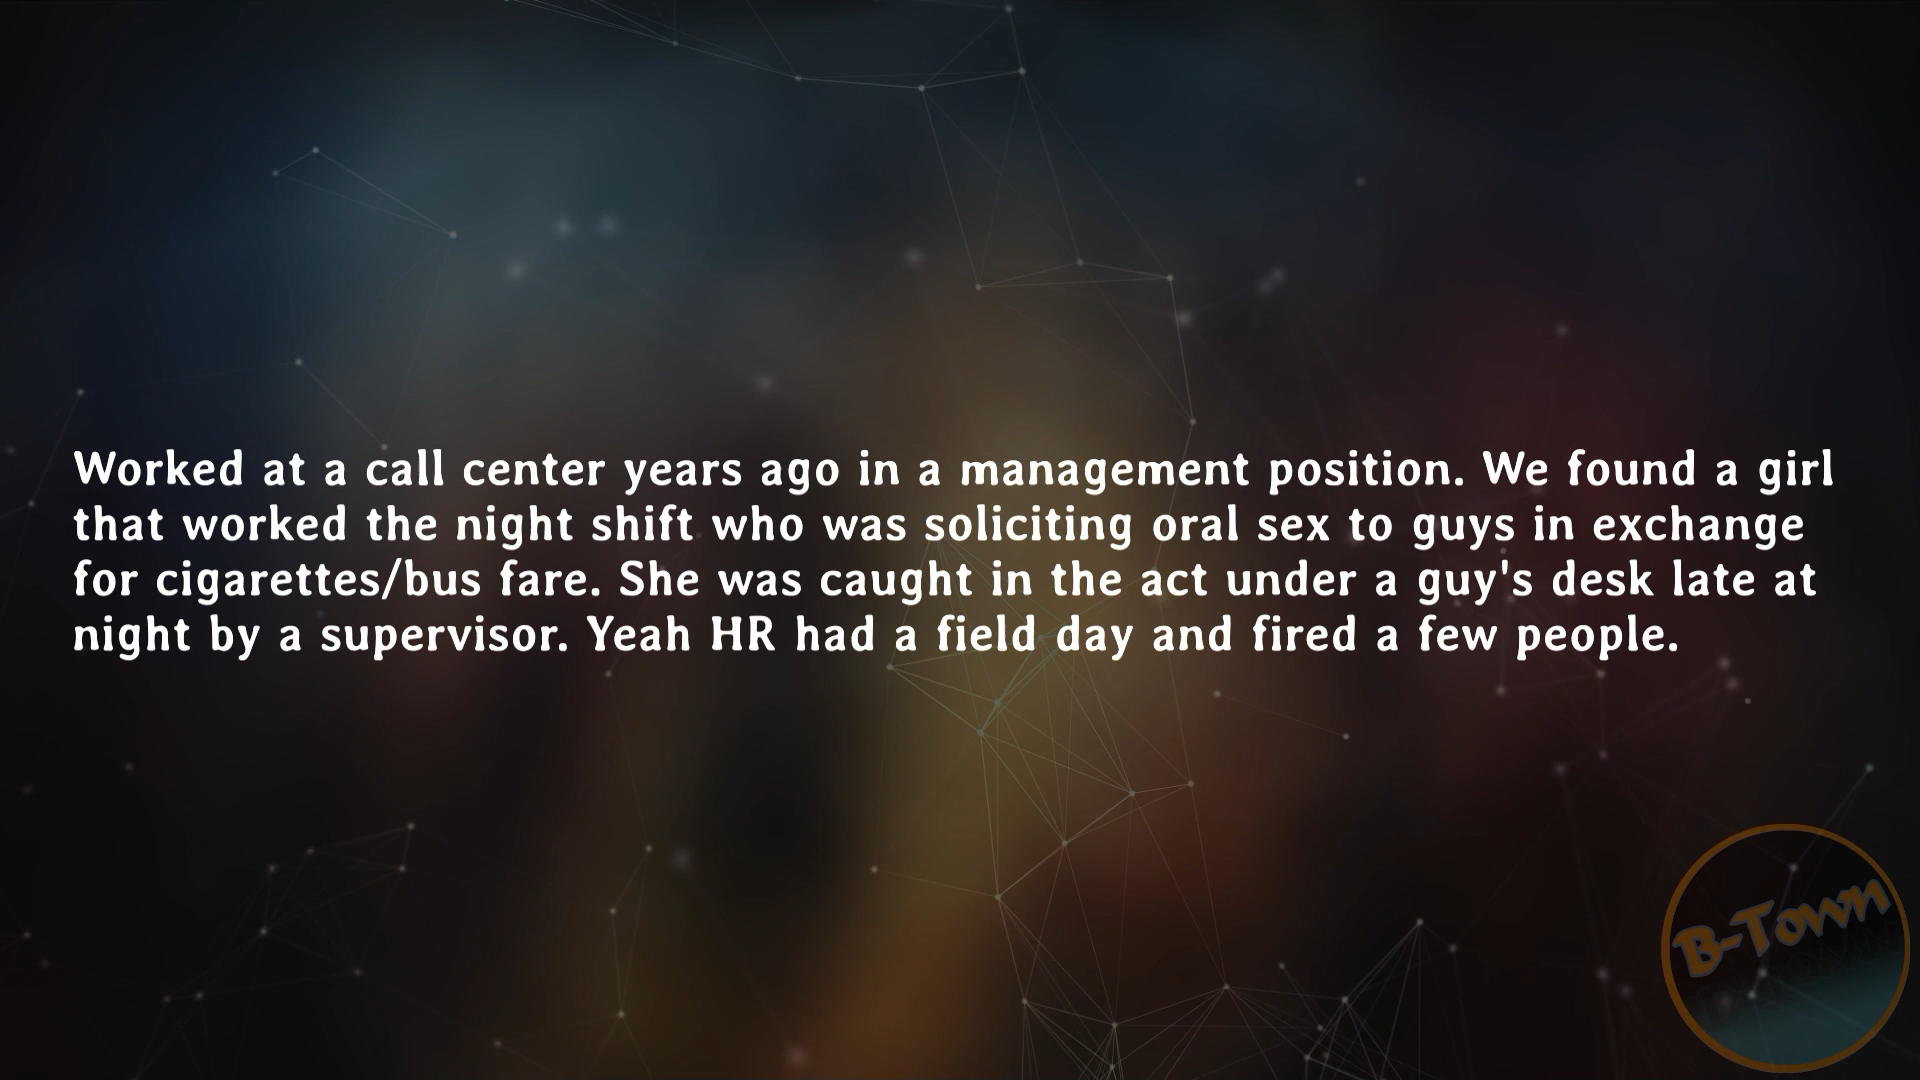 Worked at a call center years ago in a management position. We found a girl
that worked the night shift who was soliciting oral sex to guys in exchange
for cigarettes/bus fare. She was caught in the act under a guy's desk late at
night by a supervisor. Yeah HR had a field day and fired a few people.
B-Town